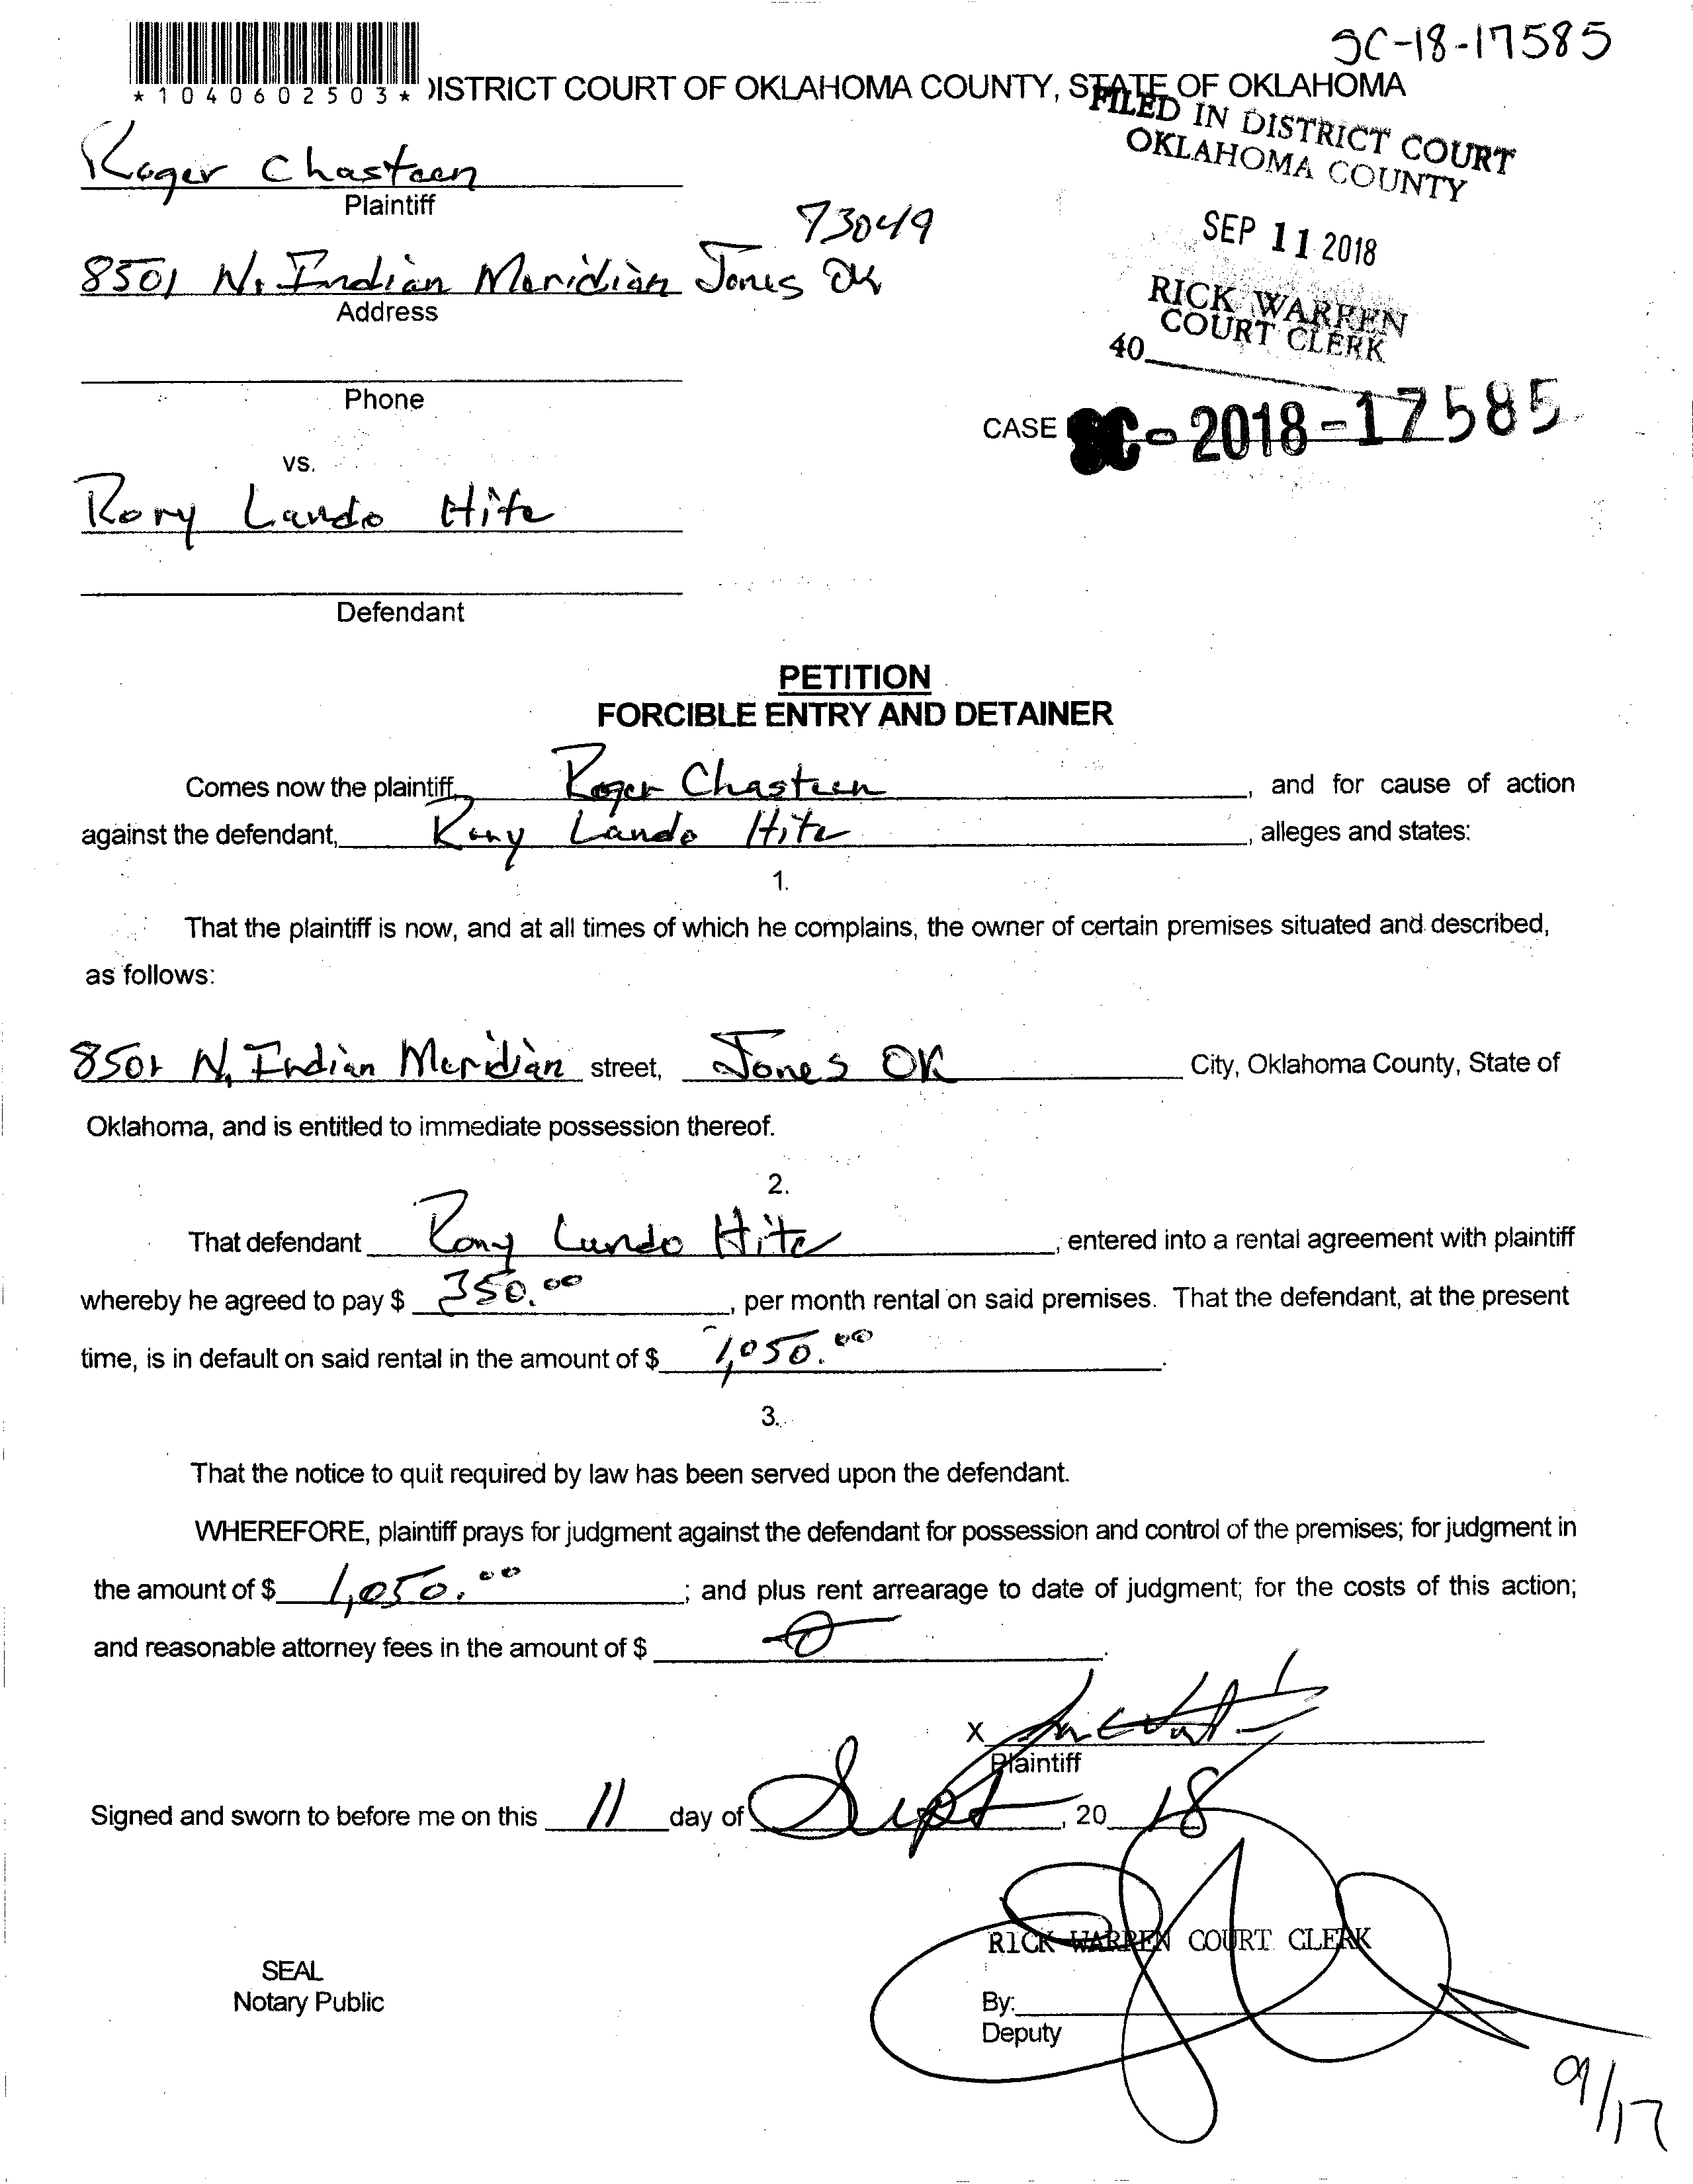 SC-18-17585
*1040602503* DISTRICT COURT OF OKLAHOMA COUNTY, STATE OF OKLAHOMA
FILED IN DISTRICT COURT
OKLAHOMA COUNTY
Roger Chasteen
Plaintiff
SEP 11 2018
73049
8501 N. Indian Meridian Jones OK
Address
RICK WARREN
COURT CLERK
40
Phone
CASE SC-2018-17585
vs.
Rory Lando Hite
Defendant
PETITION
FORCIBLE ENTRY AND DETAINER
Comes now the plaintiff, Roger Chasteen, and for cause of action
against the defendant, Rory Lando Hite, alleges and states:
1.
That the plaintiff is now, and at all times of which he complains, the owner of certain premises situated and described,
as follows:
8501 N. Indian Meridian street, Jones OK City, Oklahoma County, State of
Oklahoma, and is entitled to immediate possession thereof.
2.
That defendant Rory Lando Hite, entered into a rental agreement with plaintiff
whereby he agreed to pay $ 350.00, per month rental on said premises. That the defendant, at the present
time, is in default on said rental in the amount of $ 1,050.00.
3.
That the notice to quit required by law has been served upon the defendant.
WHEREFORE, plaintiff prays for judgment against the defendant for possession and control of the premises; for judgment in
the amount of $ 1,050.00; and plus rent arrearage to date of judgment; for the costs of this action;
and reasonable attorney fees in the amount of $ 0.
X
Plaintiff
Signed and sworn to before me on this 11 day of Sept, 20 18
RICK WARREN COURT CLERK
SEAL
Notary Public
By:
Deputy
9/17